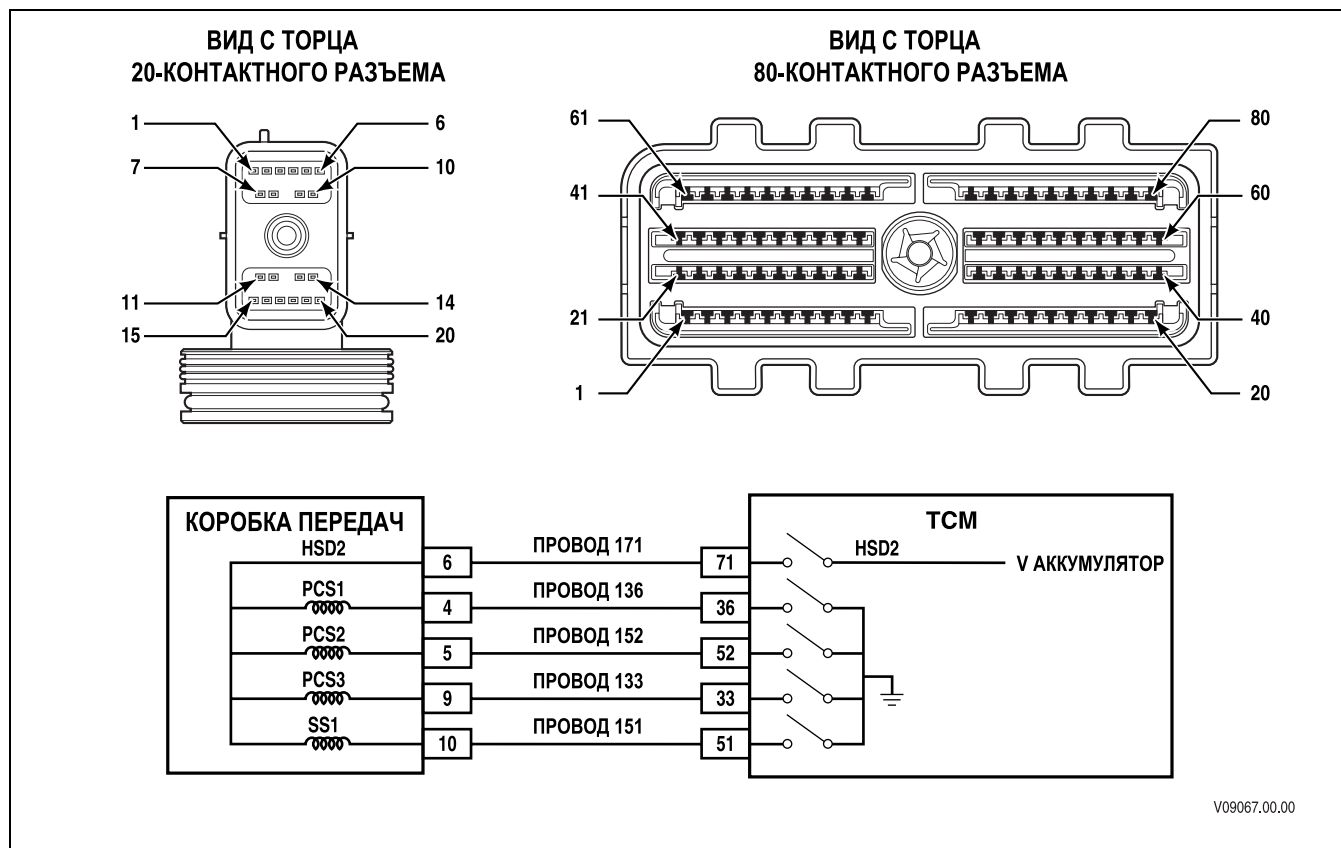 ВИД С ТОРЦА
20-КОНТАКТНОГО РАЗЪЕМА
1
6
7
10
11
14
15
20
ВИД С ТОРЦА
80-КОНТАКТНОГО РАЗЪЕМА
61
80
41
60
21
40
1
20
КОРОБКА ПЕРЕДАЧ
TCM
HSD2
6
ПРОВОД 171
71
HSD2
V АККУМУЛЯТОР
PCS1
4
ПРОВОД 136
36
PCS2
5
ПРОВОД 152
52
PCS3
9
ПРОВОД 133
33
SS1
10
ПРОВОД 151
51
V09067.00.00